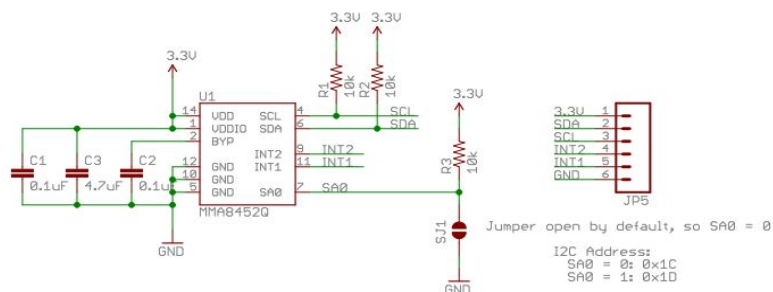 3.3V 3.3V
3.3V
R1 10k R2 10k
3.3V
U1
14 VDD SCL 4 SCL
1 VDDIO SDA 6 SDA
2 BYP
INT2 9 INT2
12 GND INT1 11 INT1
10 GND
5 GND SA0 7 SA0
MMA8452Q
C1 0.1uF
C3 4.7uF
C2 0.1u
GND
R3 10k
SJ1
GND
3.3V 1
SDA 2
SCL 3
INT2 4
INT1 5
GND 6
JP5
Jumper open by default, so SA0 = 0
I2C Address:
SA0 = 0: 0x1C
SA0 = 1: 0x1D